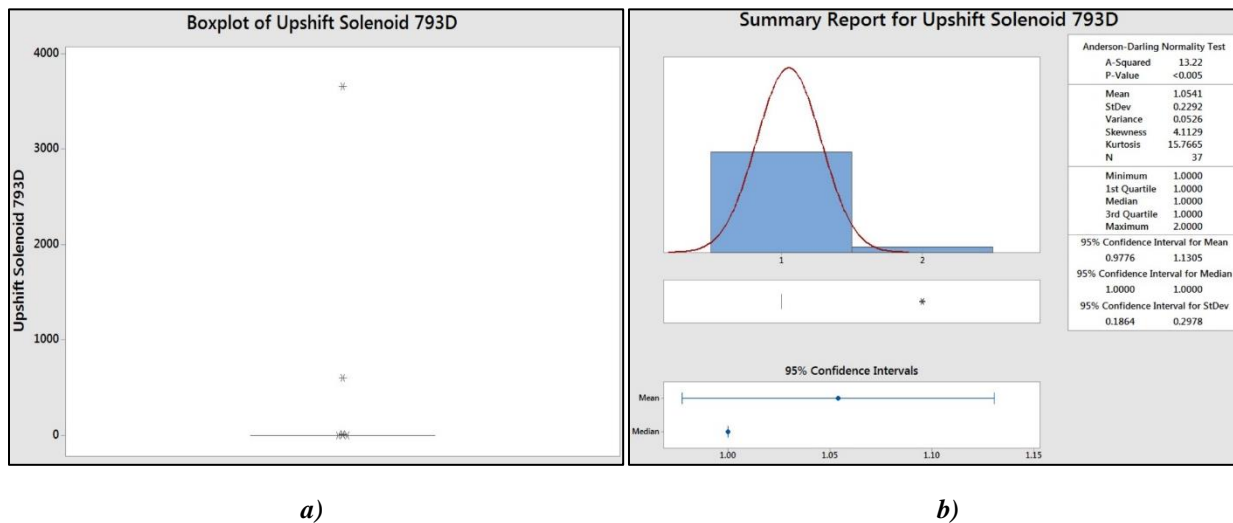 Boxplot of Upshift Solenoid 793D
Upshift Solenoid 793D
4000
3000
2000
1000
0
a)
Summary Report for Upshift Solenoid 793D
1 2
Mean
Median
95% Confidence Intervals
1.00 1.05 1.10 1.15
Anderson-Darling Normality Test
A-Squared 13.22
P-Value <0.005
Mean 1.0541
StDev 0.2292
Variance 0.0526
Skewness 4.1129
Kurtosis 15.7665
N 37
Minimum 1.0000
1st Quartile 1.0000
Median 1.0000
3rd Quartile 1.0000
Maximum 2.0000
95% Confidence Interval for Mean
0.9776 1.1305
95% Confidence Interval for Median
1.0000 1.0000
95% Confidence Interval for StDev
0.1864 0.2978
b)